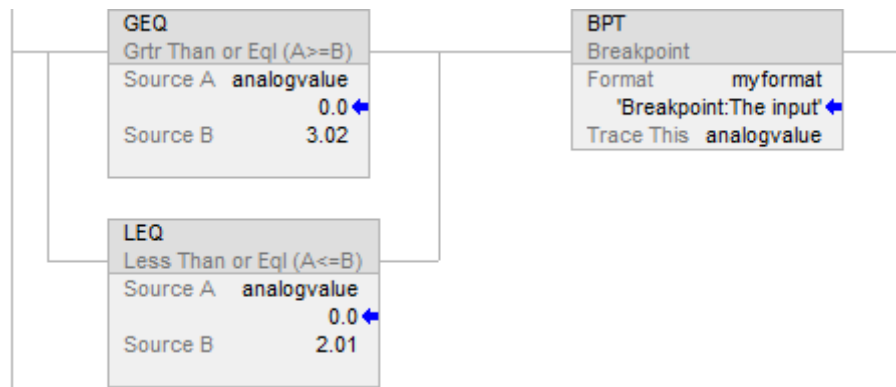 GEQ
Grtr Than or Eql (A>=B)
Source A analogvalue
0.0
Source B 3.02
BPT
Breakpoint
Format myformat
'Breakpoint:The input'
Trace This analogvalue
LEQ
Less Than or Eql (A<=B)
Source A analogvalue
0.0
Source B 2.01